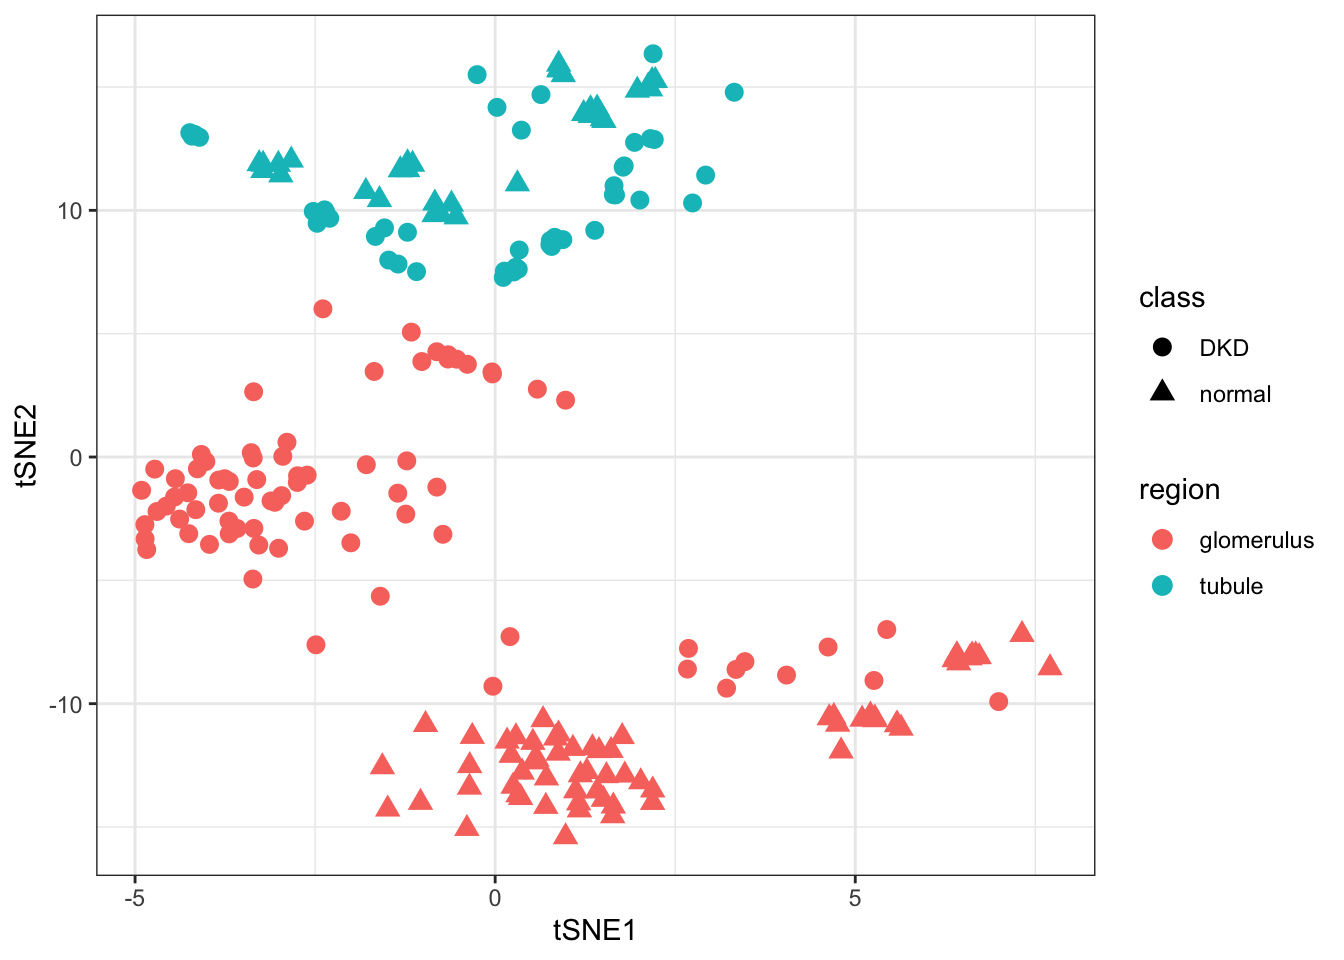 10
0
-10
-5
0
5
tSNE1
tSNE2
class
DKD
normal
region
glomerulus
tubule